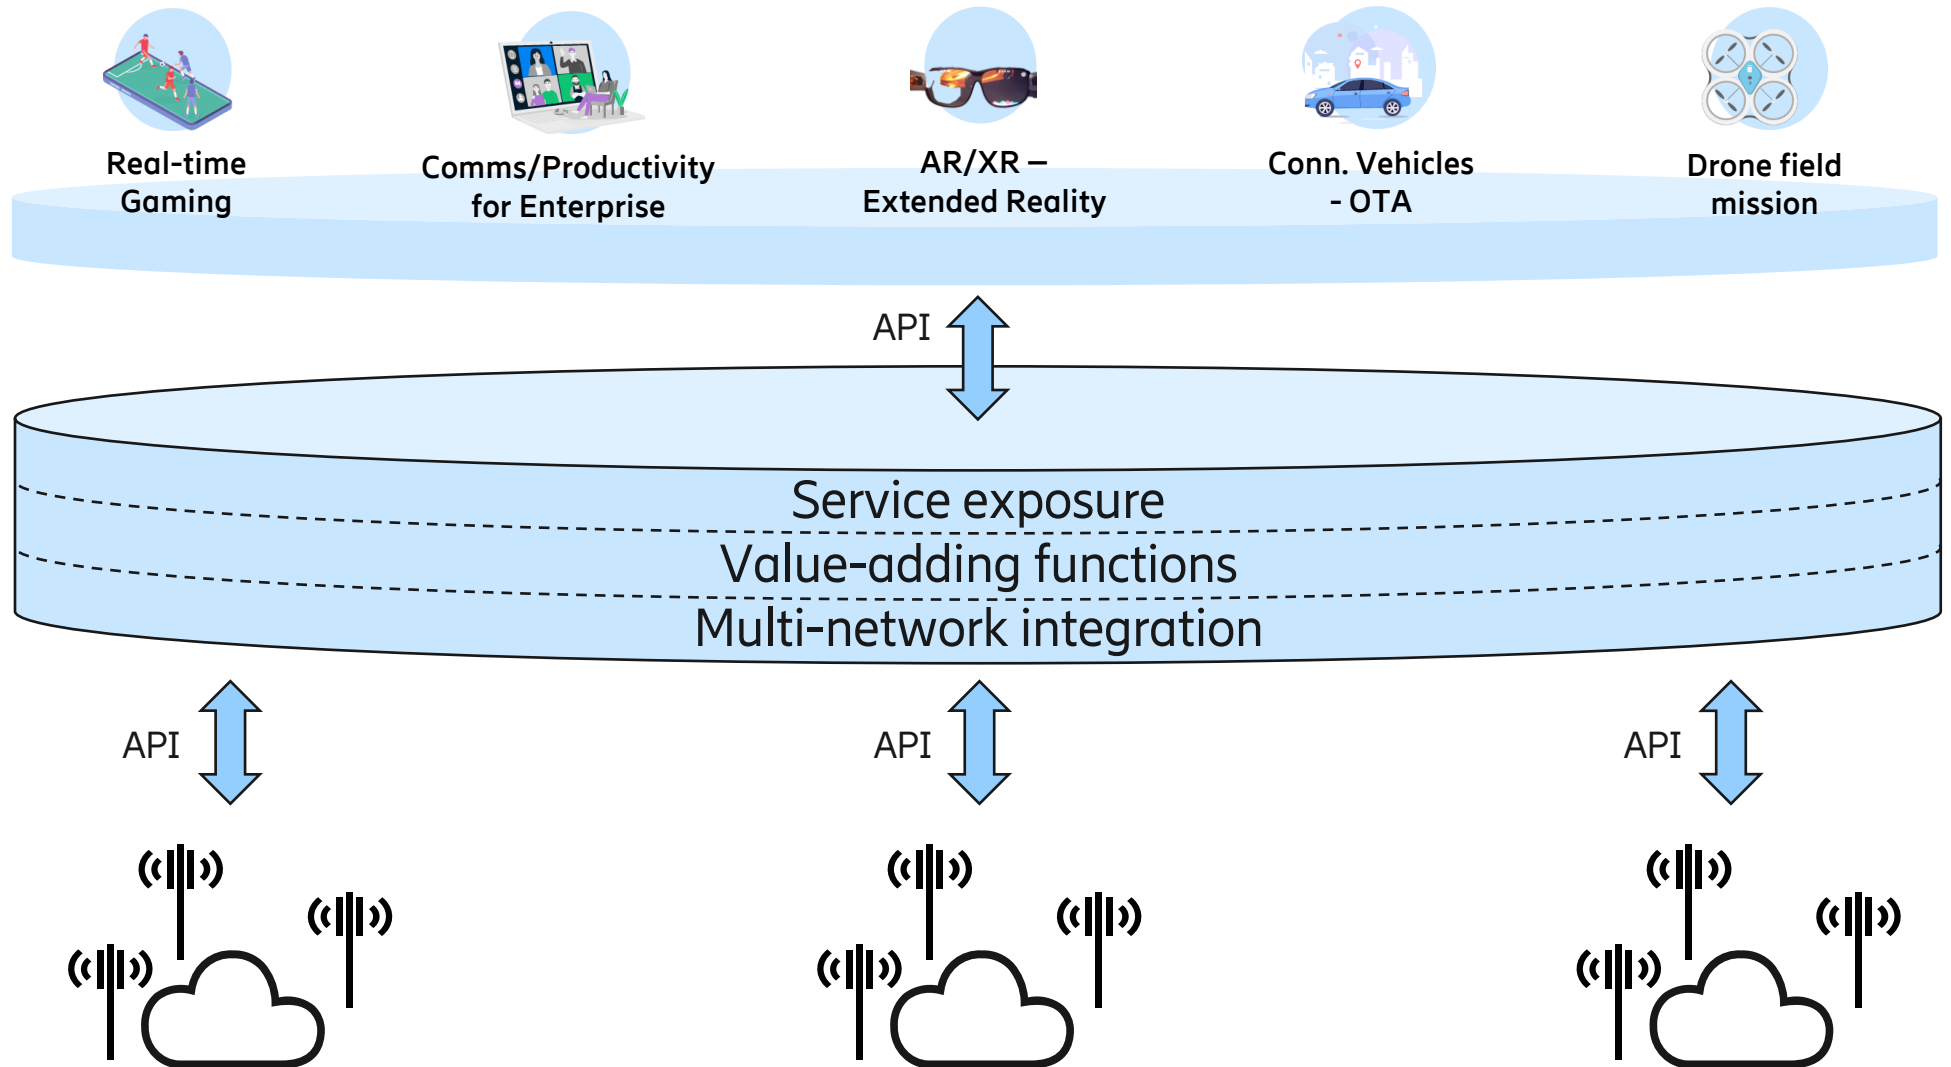 Real-time
Gaming
Comms/Productivity
for Enterprise
AR/XR –
Extended Reality
Conn. Vehicles
- OTA
Drone field
mission
API
Service exposure
Value-adding functions
Multi-network integration
API
API
API